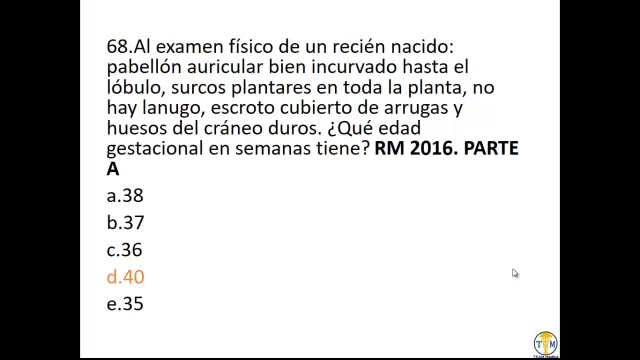 68.Al examen físico de un recién nacido:
pabellón auricular bien incurvado hasta el
lóbulo, surcos plantares en toda la planta, no
hay lanugo, escroto cubierto de arrugas y
huesos del cráneo duros. ¿Qué edad
gestacional en semanas tiene? RM 2016. PARTE
A
a.38
b.37
c.36
d.40
e.35